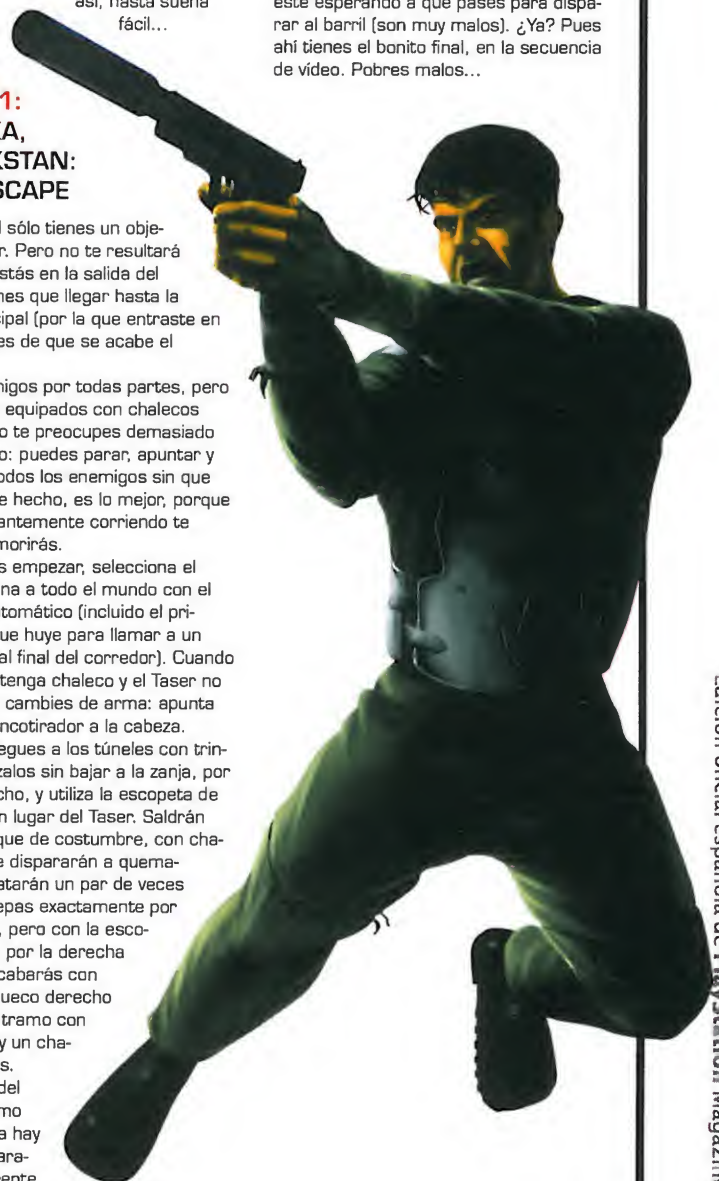 así, hasta suena
fácil...
esté esperando a que pases para dispa-
rar al barril (son muy malos). ¿Ya? Pues
ahí tienes el bonito final, en la secuencia
de vídeo. Pobres malos...
1:
KA,
KSTAN:
SCAPE
l sólo tienes un obje-
r. Pero no te resultará
stás en la salida del
nes que llegar hasta la
cipal (por la que entraste en
es de que se acabe el
nigos por todas partes, pero
equipados con chalecos
o te preocupes demasiado
o: puedes parar, apuntar y
odos los enemigos sin que
e hecho, es lo mejor, porque
antemente corriendo te
morirás.
s empezar, selecciona el
na a todo el mundo con el
utomático (incluido el pri-
que huye para llamar a un
al final del corredor). Cuando
tenga chaleco y el Taser no
cambies de arma: apunta
ncotirador a la cabeza.
egues a los túneles con trin-
zalos sin bajar a la zanja, por
cho, y utiliza la escopeta de
n lugar del Taser. Saldrán
que de costumbre, con cha-
e dispararán a quema-
atarán un par de veces
epas exactamente por
, pero con la esco-
por la derecha
cabarás con
ueco derecho
tramo con
y un cha-
s.
del
mo
a hay
ara-
ente
Edición oficial española de PlayStation Magazine